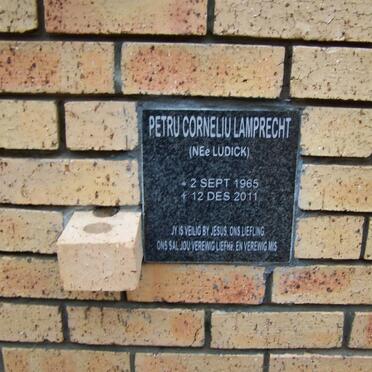 PETRU CORNELIU LAMPRECHT
(NEé LUDICK)
* 2 SEPT 1965
† 12 DES 2011
JY IS VEILIG BY JESUS, ONS LIEFLING
ONS SAL JOU VEREWIG LIEFHê EN VEREWIG MIS